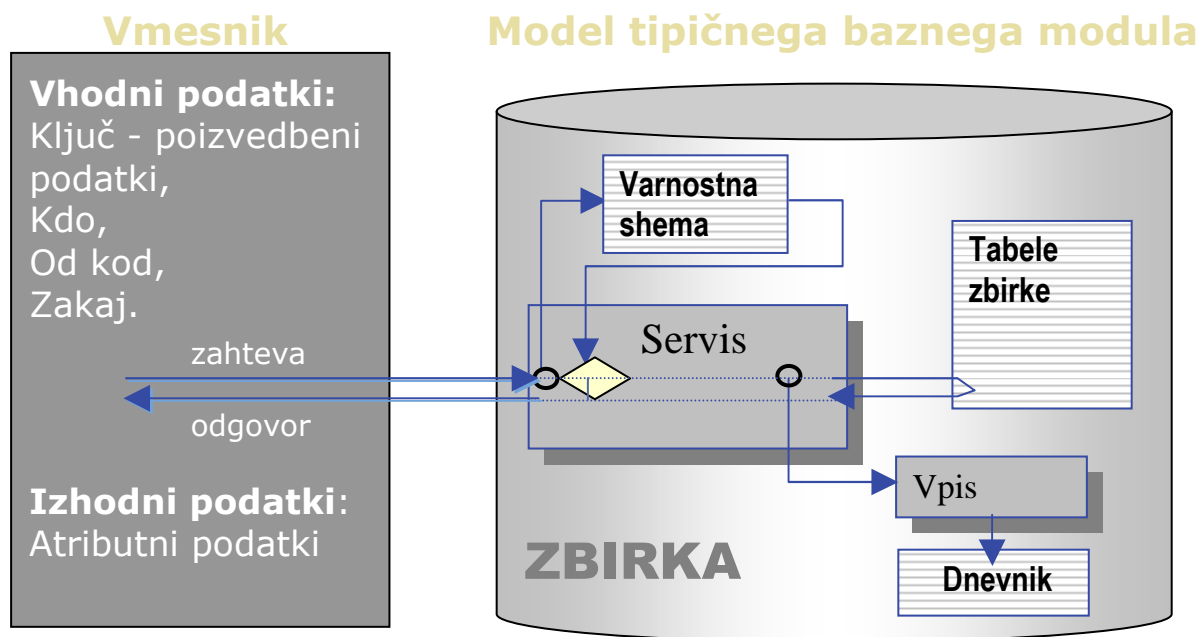 Vmesnik
Vhodni podatki:
Ključ - poizvedbeni
podatki,
Kdo,
Od kod,
Zakaj.
zahteva
odgovor
Izhodni podatki:
Atributni podatki
Model tipičnega baznega modula
Varnostna
shema
Tabele
zbirke
Servis
Vpis
Dnevnik
ZBIRKA